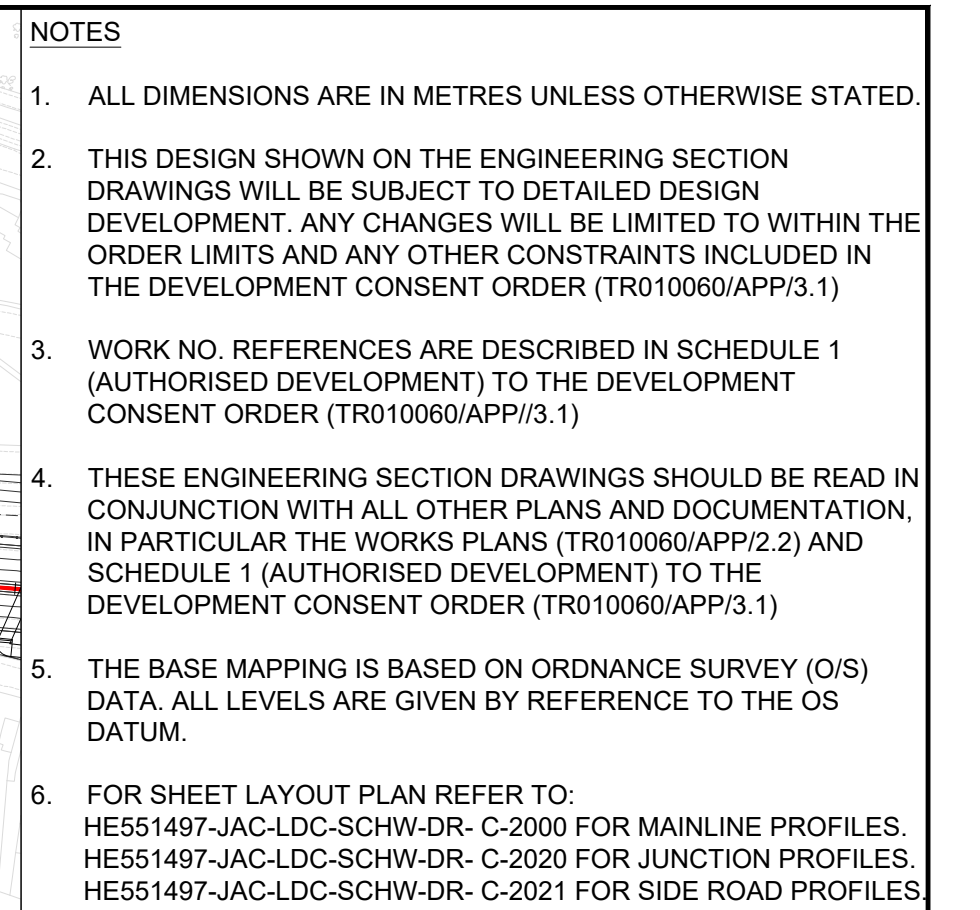 NOTES
1. ALL DIMENSIONS ARE IN METRES UNLESS OTHERWISE STATED.
2. THIS DESIGN SHOWN ON THE ENGINEERING SECTION
DRAWINGS WILL BE SUBJECT TO DETAILED DESIGN
DEVELOPMENT. ANY CHANGES WILL BE LIMITED TO WITHIN THE
ORDER LIMITS AND ANY OTHER CONSTRAINTS INCLUDED IN
THE DEVELOPMENT CONSENT ORDER (TR010060/APP/3.1)
3. WORK NO. REFERENCES ARE DESCRIBED IN SCHEDULE 1
(AUTHORISED DEVELOPMENT) TO THE DEVELOPMENT
CONSENT ORDER (TR010060/APP//3.1)
4. THESE ENGINEERING SECTION DRAWINGS SHOULD BE READ IN
CONJUNCTION WITH ALL OTHER PLANS AND DOCUMENTATION,
IN PARTICULAR THE WORKS PLANS (TR010060/APP/2.2) AND
SCHEDULE 1 (AUTHORISED DEVELOPMENT) TO THE
DEVELOPMENT CONSENT ORDER (TR010060/APP/3.1)
5. THE BASE MAPPING IS BASED ON ORDNANCE SURVEY (O/S)
DATA. ALL LEVELS ARE GIVEN BY REFERENCE TO THE OS
DATUM.
6. FOR SHEET LAYOUT PLAN REFER TO:
HE551497-JAC-LDC-SCHW-DR- C-2000 FOR MAINLINE PROFILES.
HE551497-JAC-LDC-SCHW-DR- C-2020 FOR JUNCTION PROFILES.
HE551497-JAC-LDC-SCHW-DR- C-2021 FOR SIDE ROAD PROFILES.